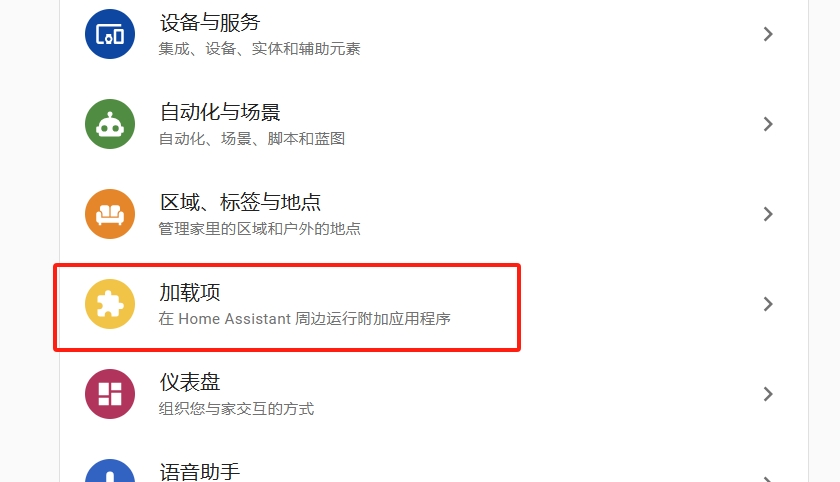 设备与服务
集成、设备、实体和辅助元素
自动化与场景
自动化、场景、脚本和蓝图
区域、标签与地点
管理家里的区域和户外的地点
加载项
在 Home Assistant 周边运行附加应用程序
仪表盘
组织您与家交互的方式
语音助手